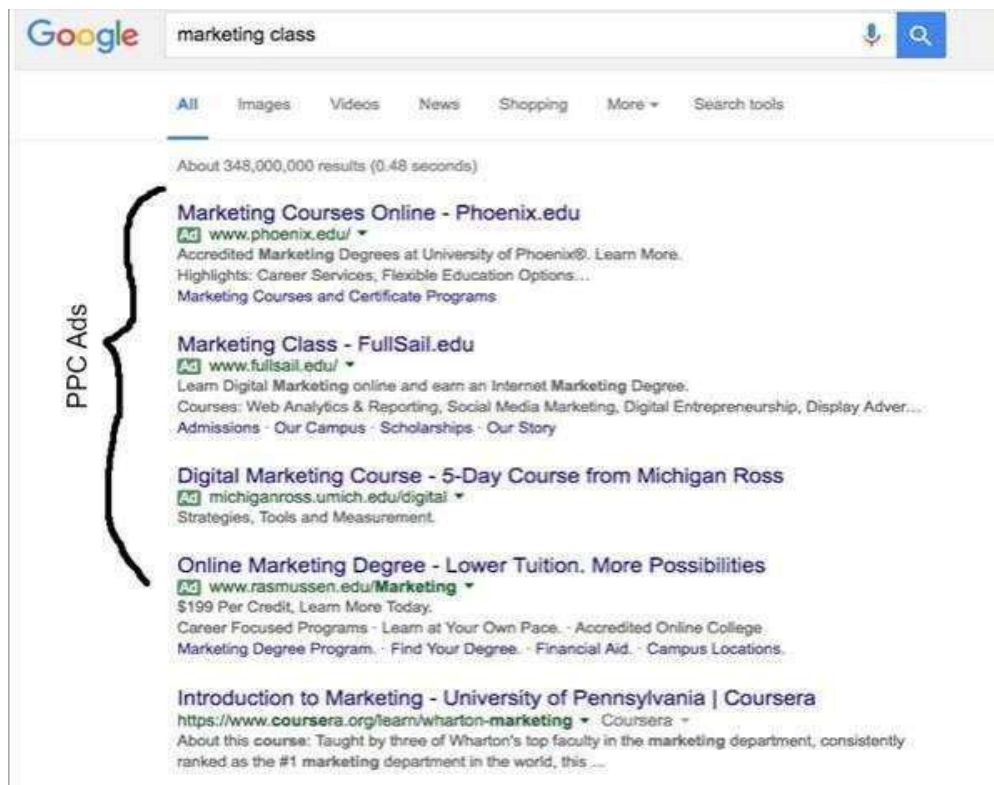 Google
marketing class
All Images Videos News Shopping More Search tools
About 348,000,000 results (0.48 seconds)
PPC Ads
Marketing Courses Online - Phoenix.edu
Ad www.phoenix.edu/
Accredited Marketing Degrees at University of Phoenix®. Learn More.
Highlights: Career Services, Flexible Education Options...
Marketing Courses and Certificate Programs
Marketing Class - FullSail.edu
Ad www.fullsail.edu/
Learn Digital Marketing online and earn an Internet Marketing Degree.
Courses: Web Analytics & Reporting, Social Media Marketing, Digital Entrepreneurship, Display Adver...
Admissions · Our Campus · Scholarships · Our Story
Digital Marketing Course - 5-Day Course from Michigan Ross
Ad michiganross.umich.edu/digital
Strategies, Tools and Measurement.
Online Marketing Degree - Lower Tuition. More Possibilities
Ad www.rasmussen.edu/Marketing
$199 Per Credit, Learn More Today.
Career Focused Programs · Learn at Your Own Pace. · Accredited Online College
Marketing Degree Program. · Find Your Degree. · Financial Aid. · Campus Locations.
Introduction to Marketing - University of Pennsylvania | Coursera
https://www.coursera.org/learn/wharton-marketing Coursera
About this course: Taught by three of Wharton's top faculty in the marketing department, consistently
ranked as the #1 marketing department in the world, this ...